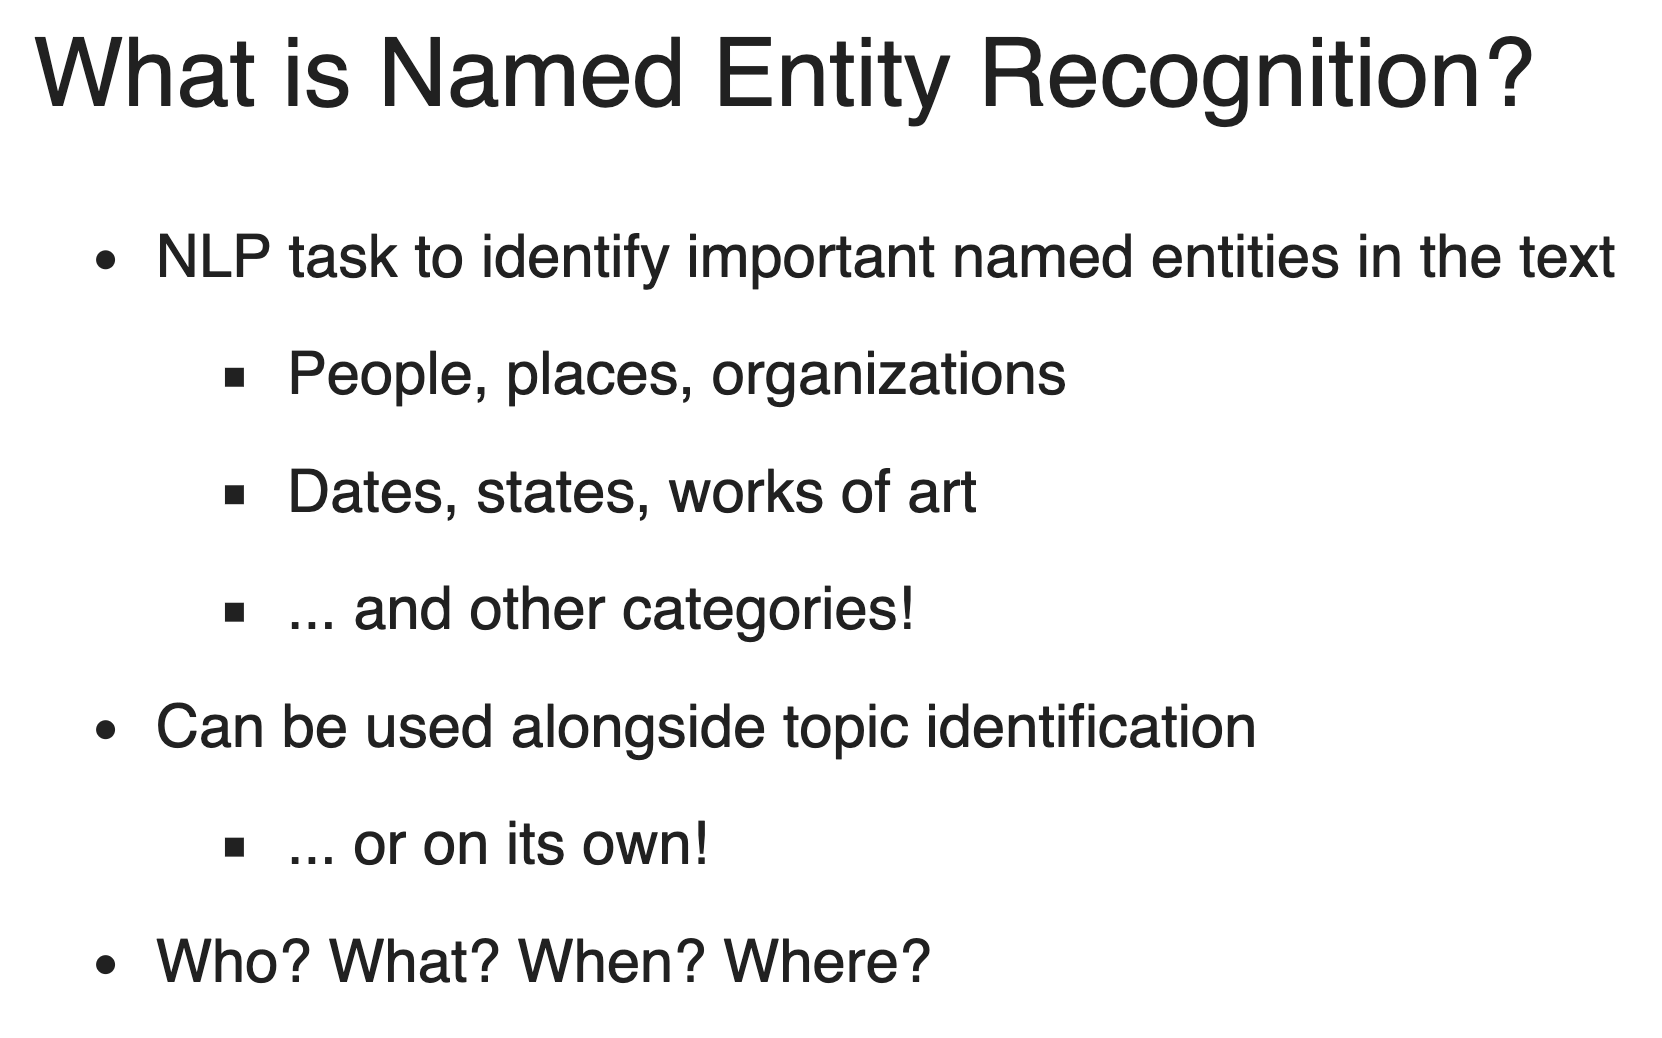 What is Named Entity Recognition?
• NLP task to identify important named entities in the text
▪ People, places, organizations
▪ Dates, states, works of art
▪ ... and other categories!
• Can be used alongside topic identification
▪ ... or on its own!
• Who? What? When? Where?